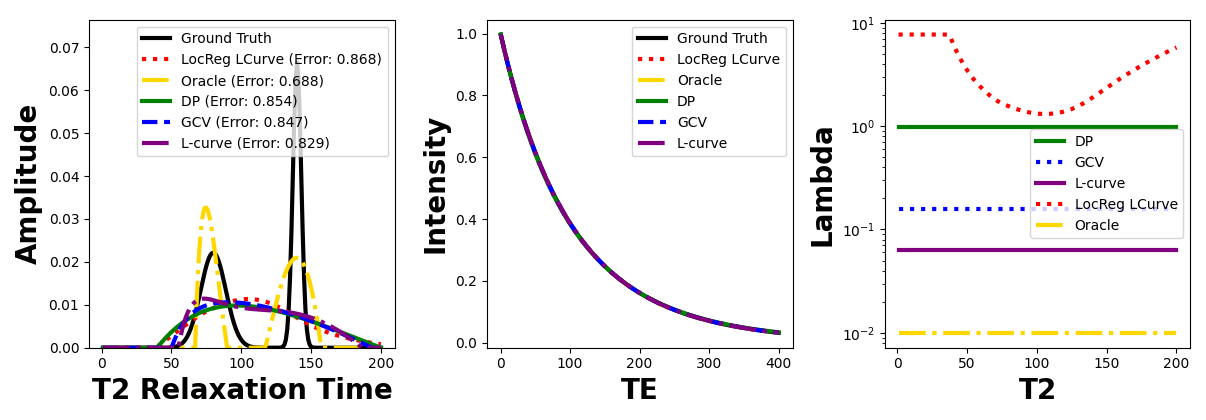 Amplitude
0.07
0.06
0.05
0.04
0.03
0.02
0.01
0.00
Ground Truth
LocReg LCurve (Error: 0.868)
Oracle (Error: 0.688)
DP (Error: 0.854)
GCV (Error: 0.847)
L-curve (Error: 0.829)
0 50 100 150 200
T2 Relaxation Time
Intensity
1.0
0.8
0.6
0.4
0.2
0.0
Ground Truth
LocReg LCurve
Oracle
DP
GCV
L-curve
0 100 200 300 400
TE
Lambda
10¹
10⁰
10⁻¹
10⁻²
DP
GCV
L-curve
LocReg LCurve
Oracle
0 50 100 150 200
T2